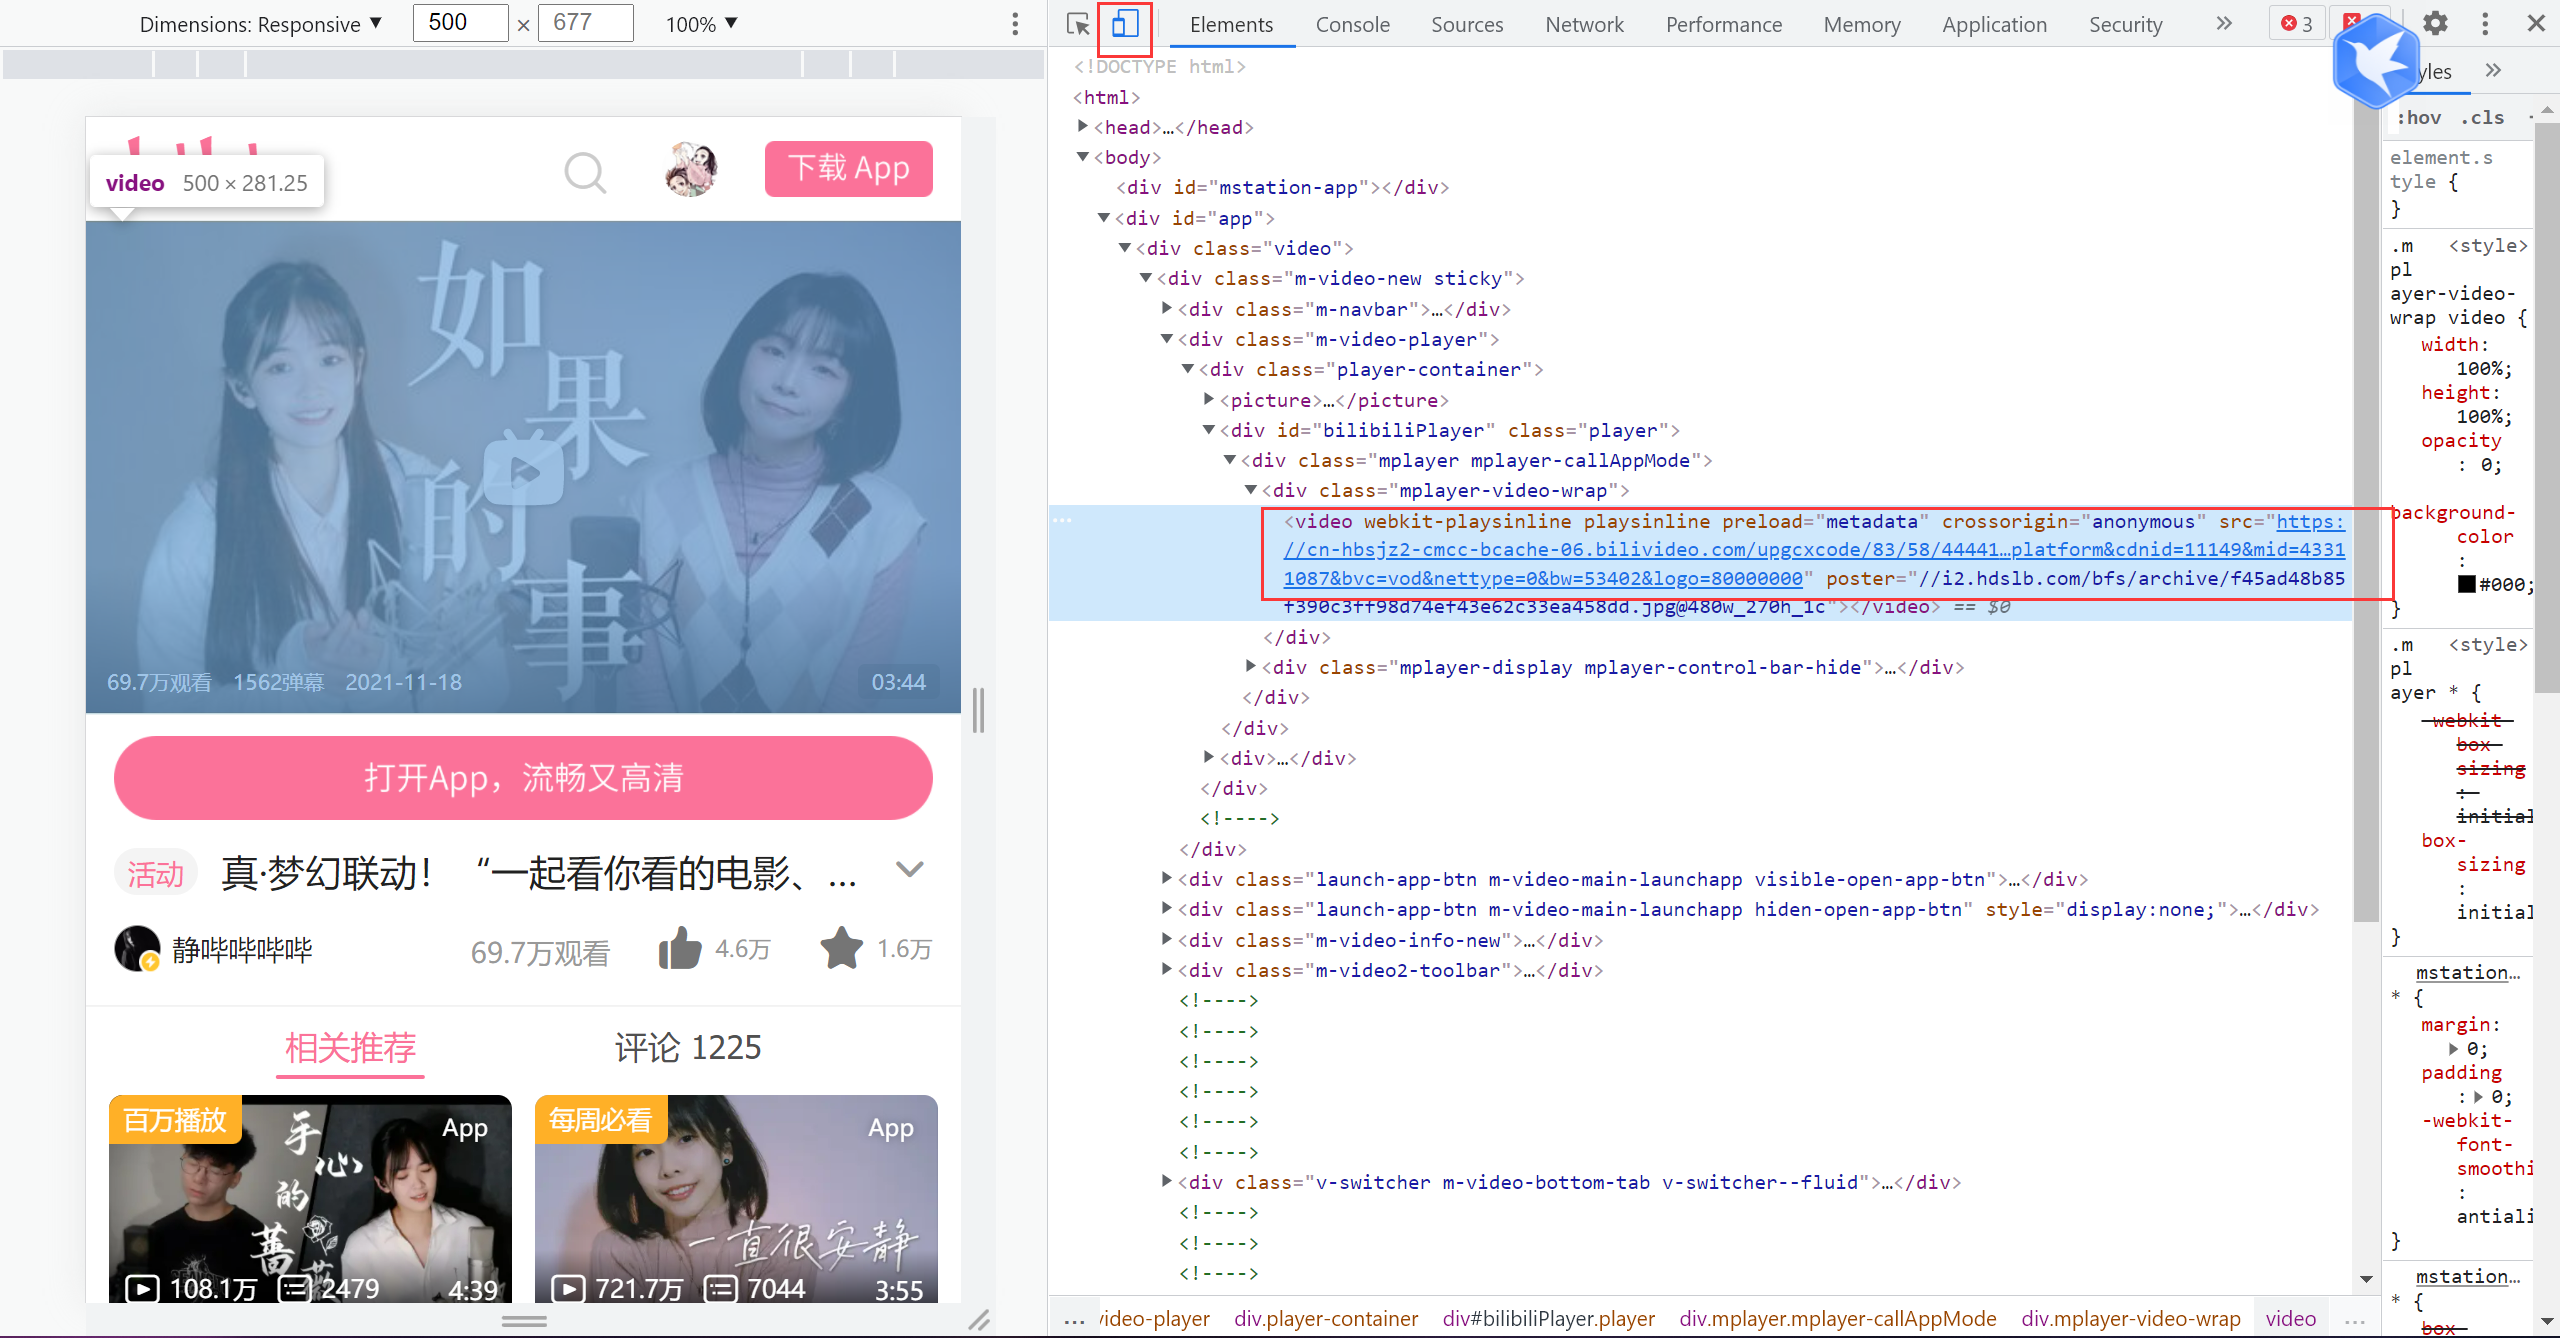 Dimensions: Responsive ▼ 500 × 677 100% ▼
video 500 × 281.25
下载 App
如果的事
69.7万观看 1562弹幕 2021-11-18 03:44
打开App，流畅又高清
活动 真·梦幻联动！“一起看你看的电影、...
静哔哔哔哔 69.7万观看 4.6万 1.6万
相关推荐 评论 1225
百万播放 App
手心的蔷薇
108.1万 2479 4:39
每周必看 App
一直很安静
721.7万 7044 3:55
Elements Console Sources Network Performance Memory Application Security » 3
<!DOCTYPE html>
<html>
<head>…</head>
<body>
<div id="mstation-app"></div>
<div id="app">
<div class="video">
<div class="m-video-new sticky">
<div class="m-navbar">…</div>
<div class="m-video-player">
<div class="player-container">
<picture>…</picture>
<div id="bilibiliPlayer" class="player">
<div class="mplayer mplayer-callAppMode">
<div class="mplayer-video-wrap">
<video webkit-playsinline playsinline preload="metadata" crossorigin="anonymous" src="https:
//cn-hbsjz2-cmcc-bcache-06.bilivideo.com/upgcxcode/83/58/44441…platform&cdnid=11149&mid=4331
1087&bvc=vod&nettype=0&bw=53402&logo=80000000" poster="//i2.hdslb.com/bfs/archive/f45ad48b85
f390c3ff98d74ef43e62c33ea458dd.jpg@480w_270h_1c"></video> == $0
</div>
<div class="mplayer-display mplayer-control-bar-hide">…</div>
</div>
</div>
<div>…</div>
</div>
<!---->
</div>
<div class="launch-app-btn m-video-main-launchapp visible-open-app-btn">…</div>
<div class="launch-app-btn m-video-main-launchapp hiden-open-app-btn" style="display:none;">…</div>
<div class="m-video-info-new">…</div>
<div class="m-video2-toolbar">…</div>
<!---->
<!---->
<!---->
<!---->
<!---->
<!---->
<div class="v-switcher m-video-bottom-tab v-switcher--fluid">…</div>
<!---->
<!---->
<!---->
... div.player-container div#bilibiliPlayer.player div.mplayer.mplayer-callAppMode div.mplayer-video-wrap video ...
»
:hov .cls
element.s
tyle {
}
.m <style>
pl
ayer-video-
wrap video {
width:
100%;
height:
100%;
opacity
: 0;
background-
color
:
#000;
}
.m <style>
pl
ayer * {
-webkit-
box-
sizing
:
initial
box-
sizing
:
initial
}
mstation…
* {
margin:
0;
padding
: 0;
-webkit-
font-
smoothi
:
antiali
}
mstation…
* {
box-